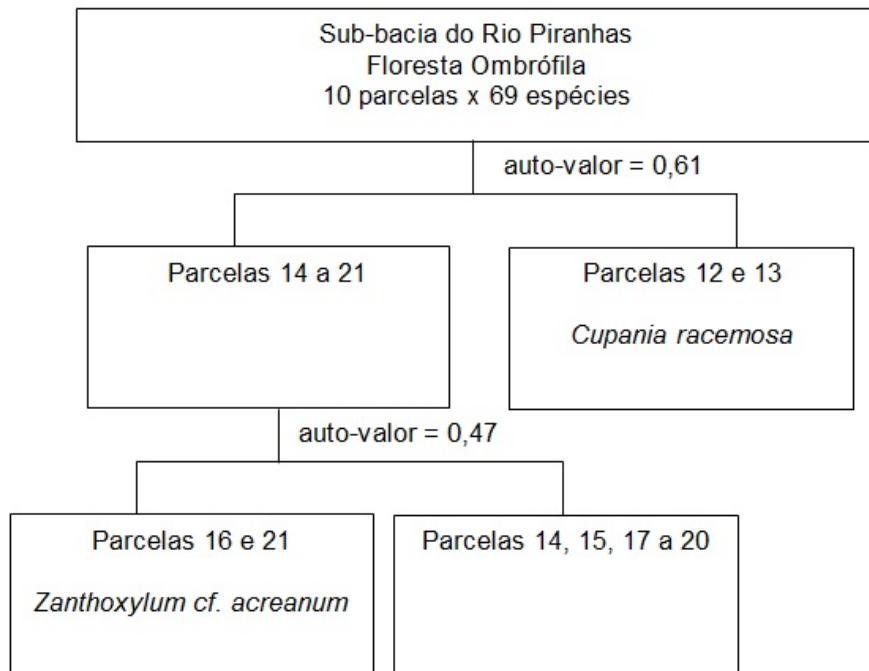 Sub-bacia do Rio Piranhas
Floresta Ombrófila
10 parcelas x 69 espécies
auto-valor = 0,61
Parcelas 14 a 21
Parcelas 12 e 13
Cupania racemosa
auto-valor = 0,47
Parcelas 16 e 21
Zanthoxylum cf. acreanum
Parcelas 14, 15, 17 a 20